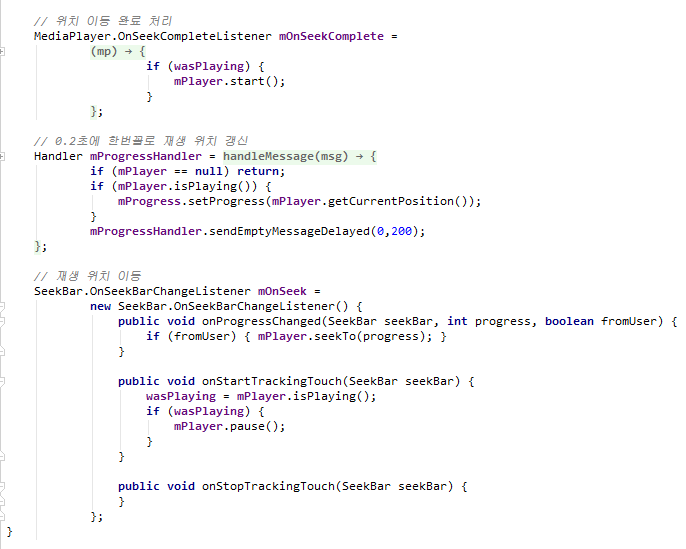 // 위치 이동 완료 처리
MediaPlayer.OnSeekCompleteListener mOnSeekComplete =
(mp) → {
if (wasPlaying) {
mPlayer.start();
}
};
// 0.2초에 한번꼴로 재생 위치 갱신
Handler mProgressHandler = handleMessage(msg) → {
if (mPlayer == null) return;
if (mPlayer.isPlaying()) {
mProgress.setProgress(mPlayer.getCurrentPosition());
}
mProgressHandler.sendEmptyMessageDelayed(0,200);
};
// 재생 위치 이동
SeekBar.OnSeekBarChangeListener mOnSeek =
new SeekBar.OnSeekBarChangeListener() {
public void onProgressChanged(SeekBar seekBar, int progress, boolean fromUser) {
if (fromUser) { mPlayer.seekTo(progress); }
}
public void onStartTrackingTouch(SeekBar seekBar) {
wasPlaying = mPlayer.isPlaying();
if (wasPlaying) {
mPlayer.pause();
}
}
public void onStopTrackingTouch(SeekBar seekBar) {
}
};
}